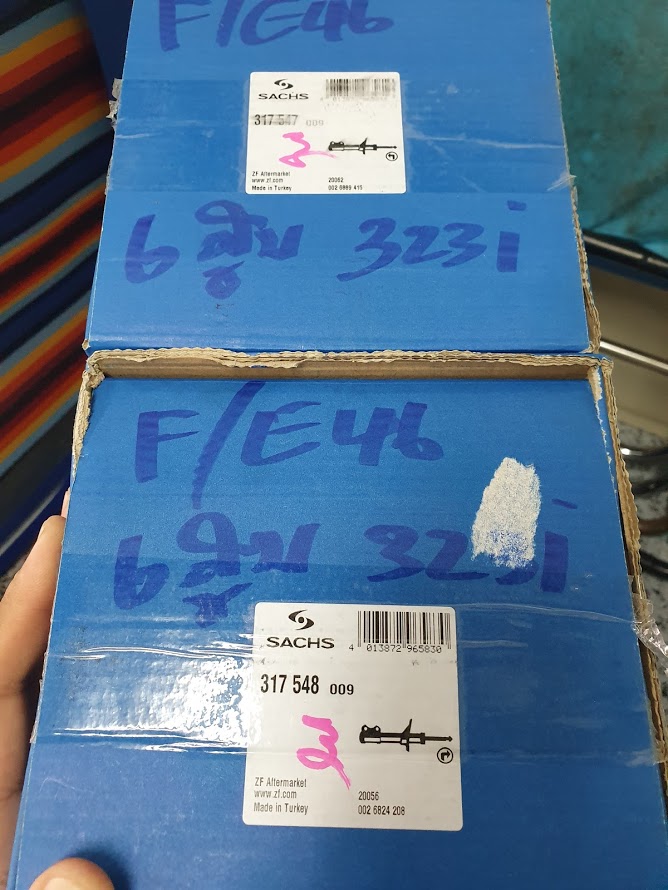 F/E46
SACHS
317 547 009
ZF Aftermarket
www.zf.com 20062
Made in Turkey 002 6889 415
6 สูบ 323i
F/E46
6 สูบ 323i
SACHS
4 013872 965830
317 548 009
ZF Aftermarket
www.zf.com 20056
Made in Turkey 002 6824 208